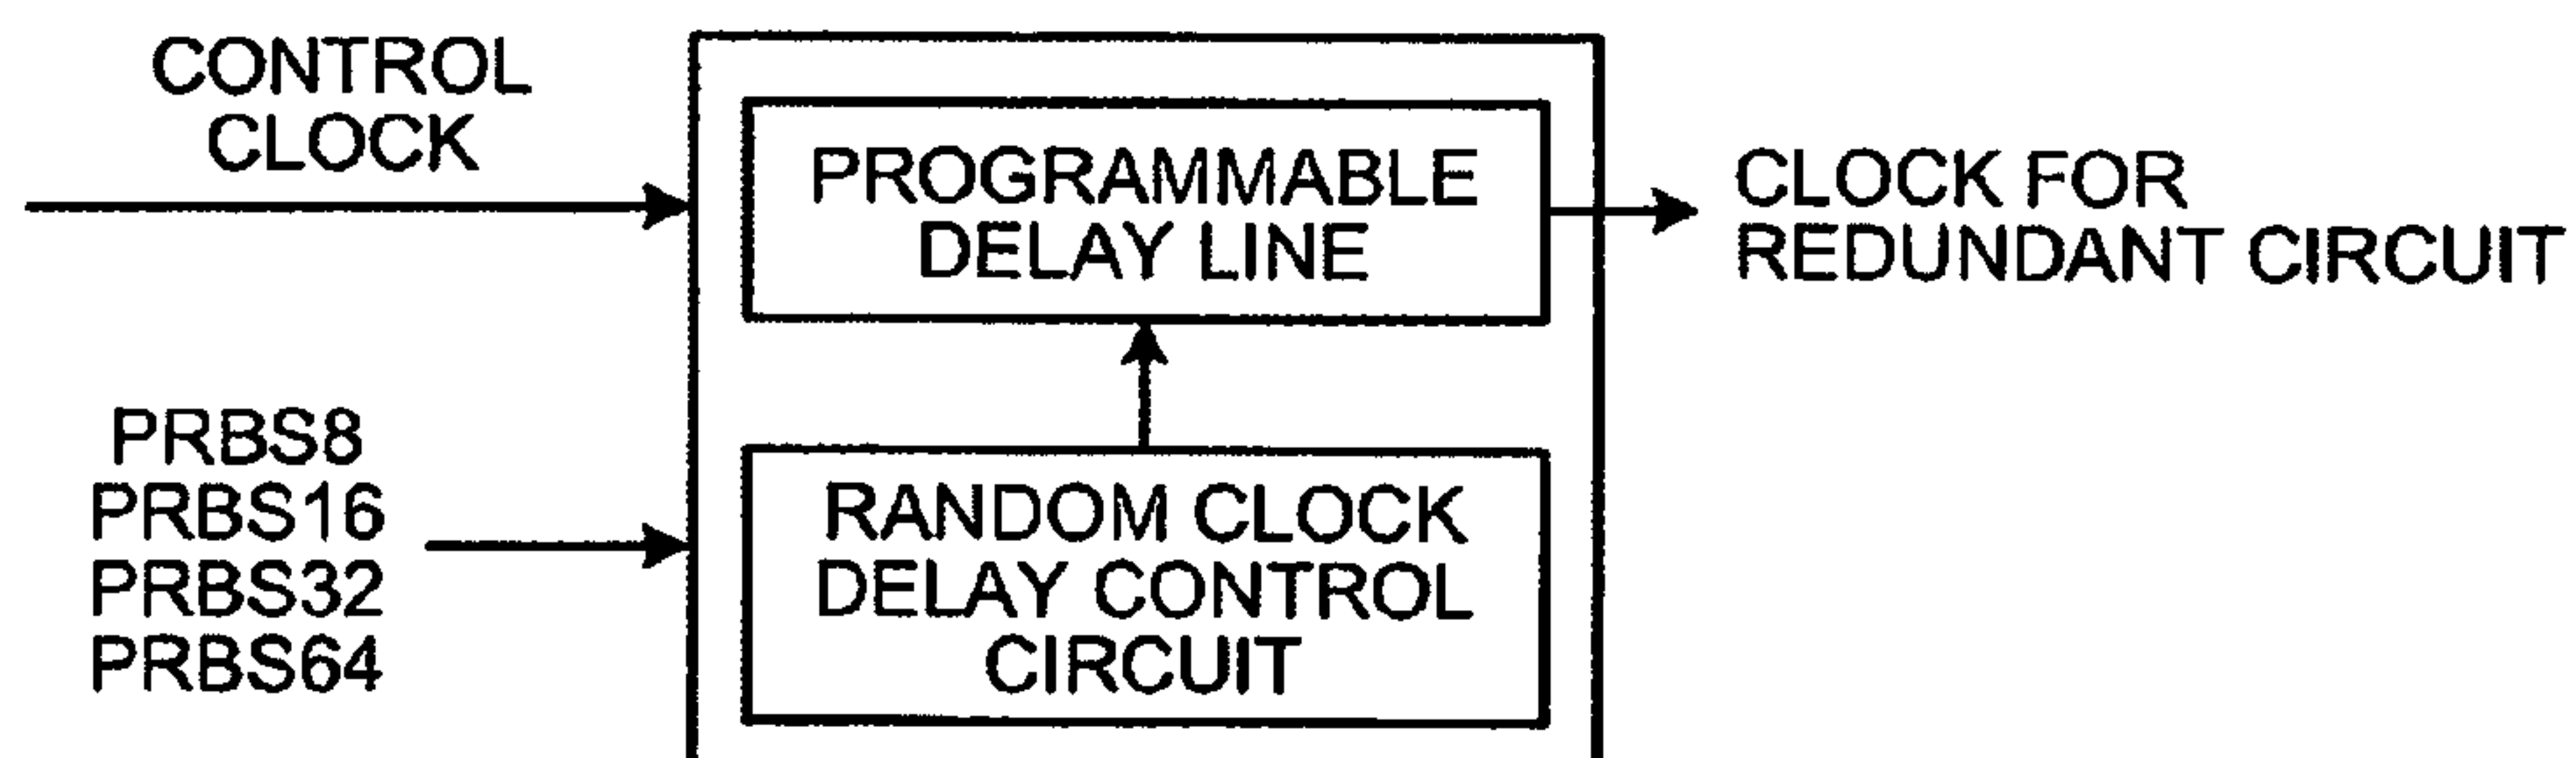 CONTROL
CLOCK
PROGRAMMABLE
DELAY LINE
CLOCK FOR
REDUNDANT CIRCUIT
PRBS8
PRBS16
PRBS32
PRBS64
RANDOM CLOCK
DELAY CONTROL
CIRCUIT